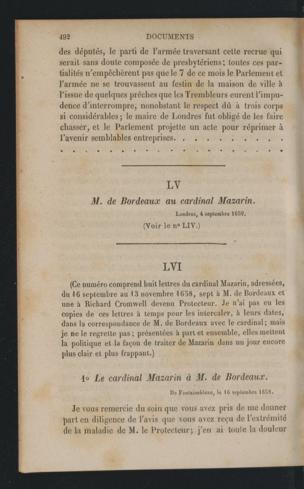 492 DOCUMENTS
des députés, le parti de l'armée traversant cette recrue qui
serait sans doute composée de presbytériens; toutes ces par-
tialités n'empêchèrent pas que le 7 de ce mois le Parlement et
l'armée ne se trouvassent au festin de la maison de ville à
l'issue de quelques prêches que les Trembleurs eurent l'impu-
dence d'interrompre, nonobstant le respect dû à trois corps
si considérables; le maire de Londres fut obligé de les faire
chasser, et le Parlement projette un acte pour réprimer à
l'avenir semblables entreprises. . . . . . . . . . .
. . . . . . . . . . . . . . . . . . . .
LV
M. de Bordeaux au cardinal Mazarin.
Londres, 4 septembre 1658.
(Voir le no LIV.)
LVI
(Ce numéro comprend huit lettres du cardinal Mazarin, adressées,
du 16 septembre au 13 novembre 1658, sept à M. de Bordeaux et
une à Richard Cromwell devenu Protecteur. Je n'ai pas eu les
copies de ces lettres à temps pour les intercaler, à leurs dates,
dans la correspondance de M. de Bordeaux avec le cardinal; mais
je ne le regrette pas; présentées à part et ensemble, elles mettent
la politique et la façon de traiter de Mazarin dans un jour encore
plus clair et plus frappant.)
1o Le cardinal Mazarin à M. de Bordeaux.
De Fontainebleau, le 16 septembre 1658.
Je vous remercie du soin que vous avez pris de me donner
part en diligence de l'avis que vous avez reçu de l'extrémité
de la maladie de M. le Protecteur; j'en ai toute la douleur